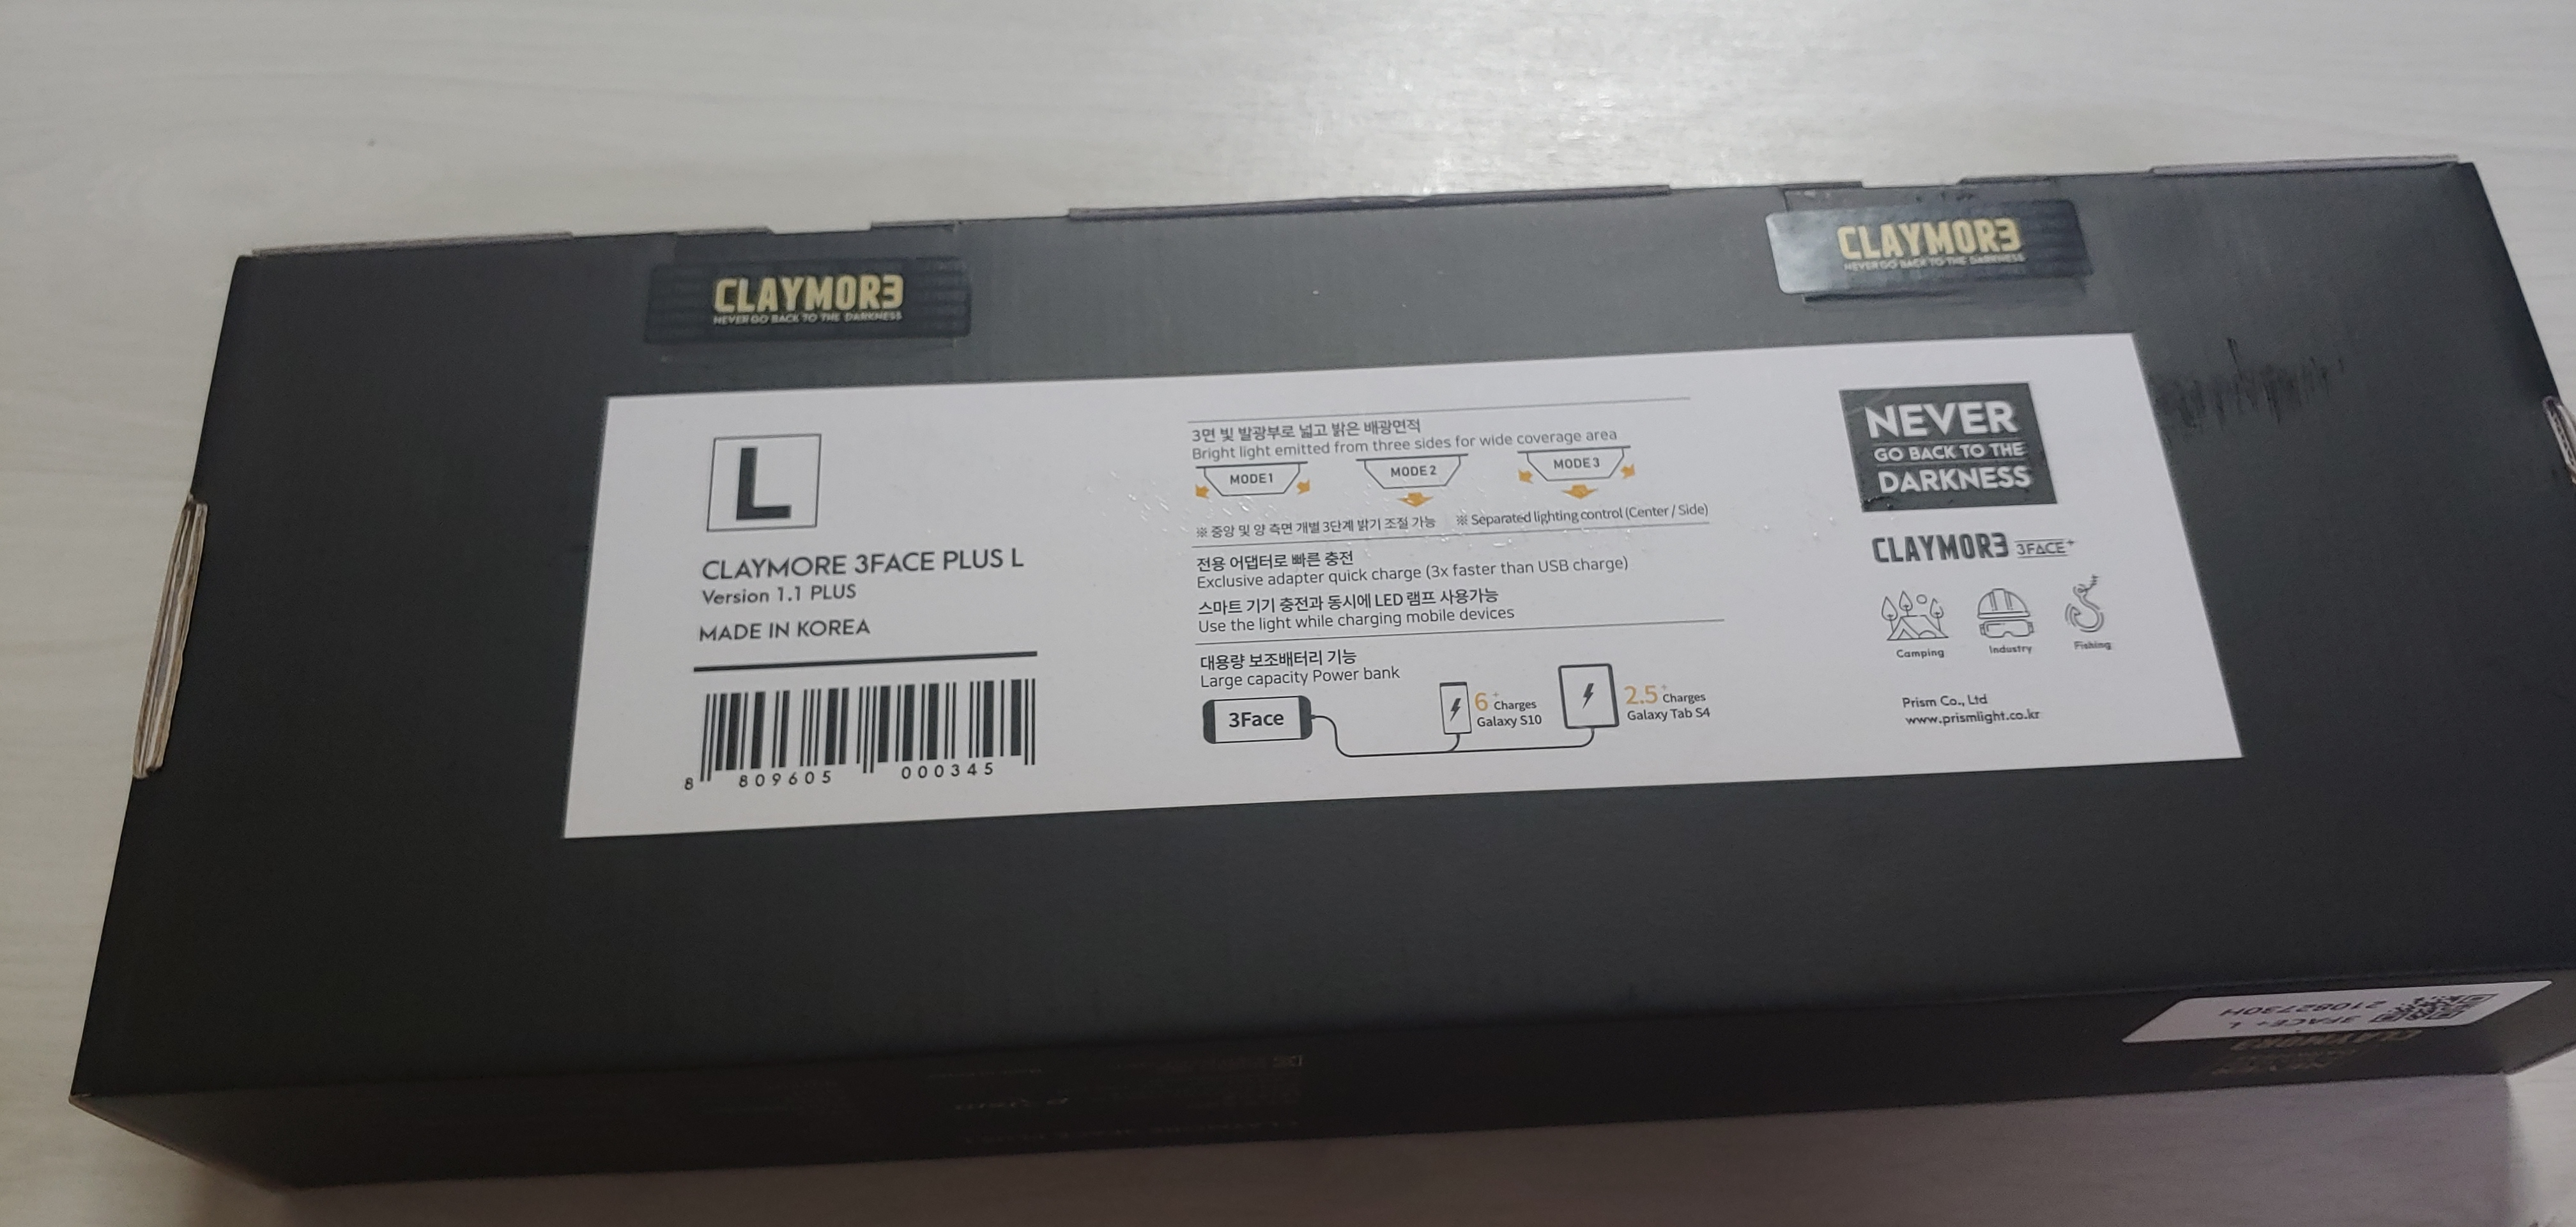 CLAYMOR3
NEVER GO BACK TO THE DARKNESS
CLAYMOR3
NEVER GO BACK TO THE DARKNESS
L
CLAYMORE 3FACE PLUS L
Version 1.1 PLUS
MADE IN KOREA
8 809605 000345
3면 빛 발광부로 넓고 밝은 배광면적
Bright light emitted from three sides for wide coverage area
MODE1 MODE2 MODE3
※ 중앙 및 양 측면 개별 3단계 밝기 조절 가능 ※ Separated lighting control (Center / Side)
전용 어댑터로 빠른 충전
Exclusive adapter quick charge (3x faster than USB charge)
스마트 기기 충전과 동시에 LED 램프 사용가능
Use the light while charging mobile devices
대용량 보조배터리 기능
Large capacity Power bank
3Face
6+ Charges
Galaxy S10
2.5+ Charges
Galaxy Tab S4
NEVER
GO BACK TO THE
DARKNESS
CLAYMOR3 3FACE+
Camping Industry Fishing
Prism Co., Ltd
www.prismlight.co.kr
3FACE+ L
21082730H
CLAYMOR3